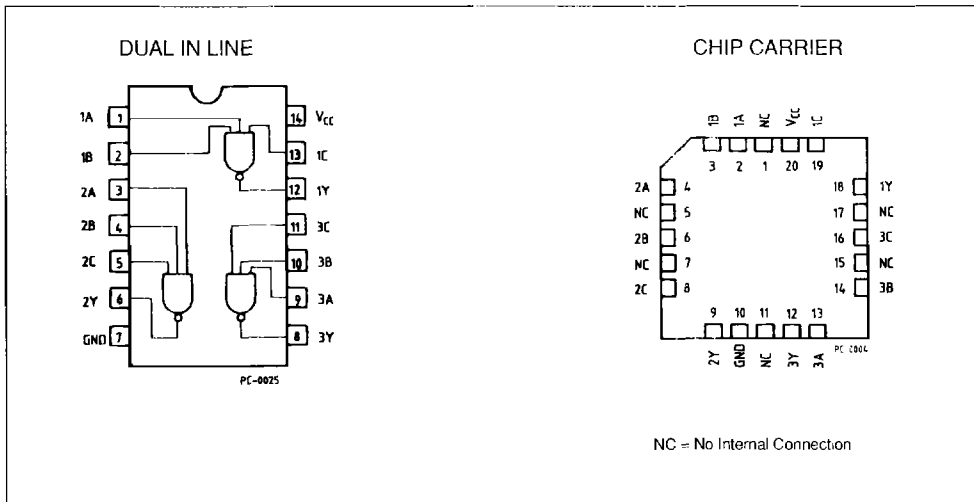 DUAL IN LINE
1A 1 14 VCC
1B 2 13 1C
2A 3 12 1Y
2B 4 11 3C
2C 5 10 3B
2Y 6 9 3A
GND 7 8 3Y
PC-0025
CHIP CARRIER
1B 1A NC VCC 1C
3 2 1 20 19
2A 4 18 1Y
NC 5 17 NC
2B 6 16 3C
NC 7 15 NC
2C 8 14 3B
9 10 11 12 13
2Y GND NC 3Y 3A
PC-2004
NC = No Internal Connection